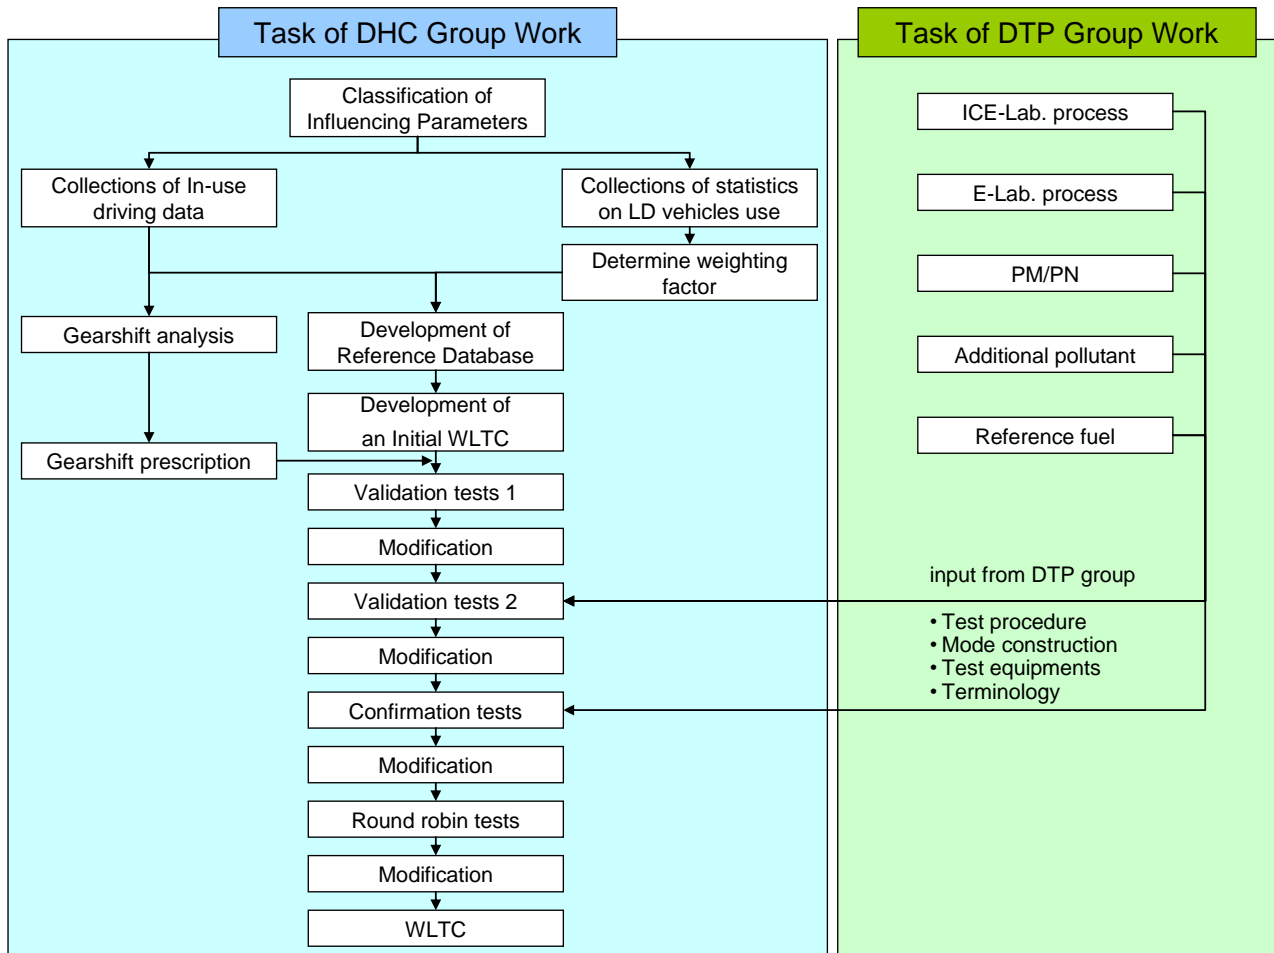 Task of DHC Group Work
Classification of
Influencing Parameters
Collections of In-use
driving data
Collections of statistics
on LD vehicles use
Determine weighting
factor
Gearshift analysis
Development of
Reference Database
Development of
an Initial WLTC
Gearshift prescription
Validation tests 1
Modification
Validation tests 2
Modification
Confirmation tests
Modification
Round robin tests
Modification
WLTC
Task of DTP Group Work
ICE-Lab. process
E-Lab. process
PM/PN
Additional pollutant
Reference fuel
input from DTP group
• Test procedure
• Mode construction
• Test equipments
• Terminology